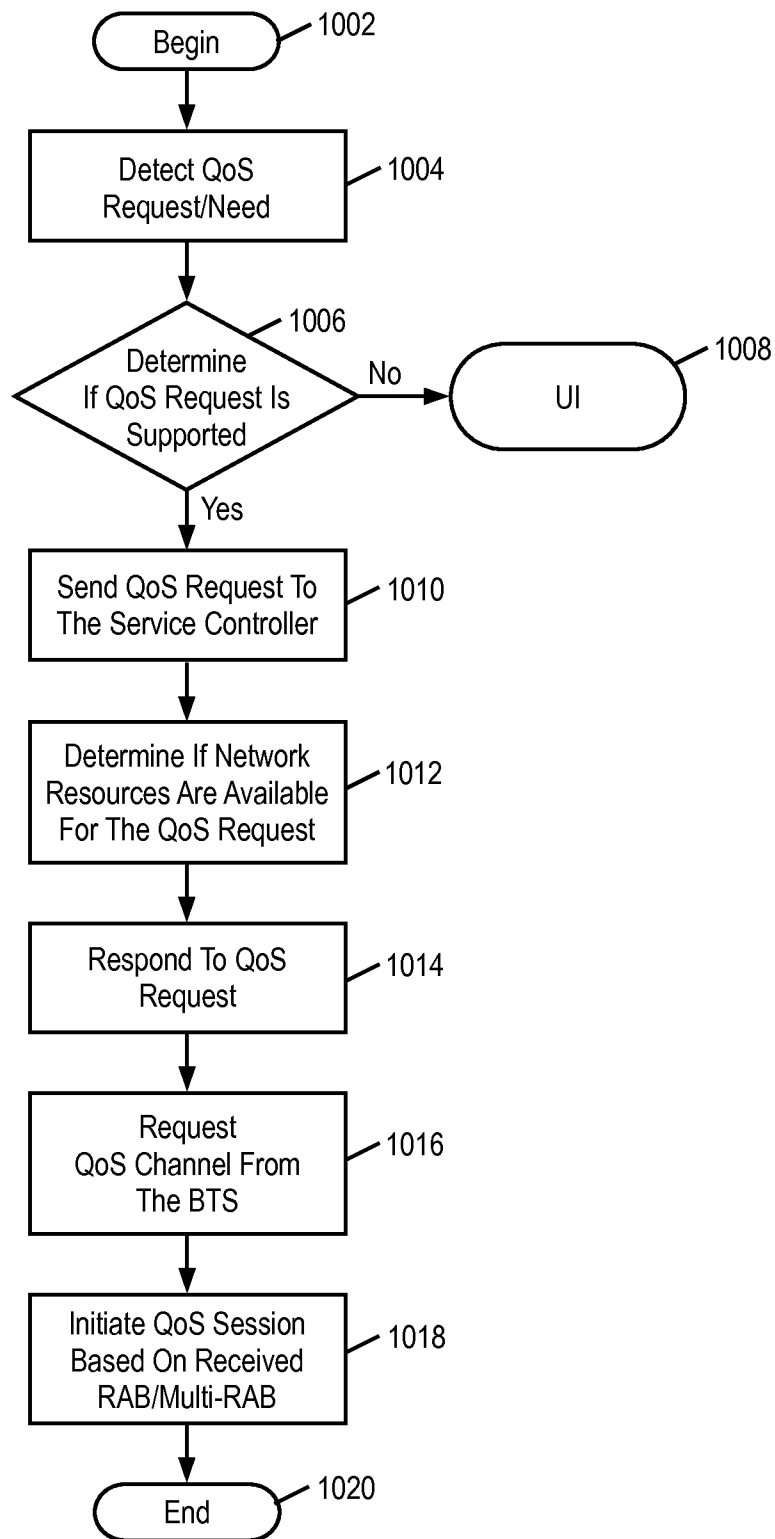 Begin
1002
Detect QoS
Request/Need
1004
1006
Determine
If QoS Request Is
Supported
No
UI
1008
Yes
Send QoS Request To
The Service Controller
1010
Determine If Network
Resources Are Available
For The QoS Request
1012
Respond To QoS
Request
1014
Request
QoS Channel From
The BTS
1016
Initiate QoS Session
Based On Received
RAB/Multi-RAB
1018
End
1020